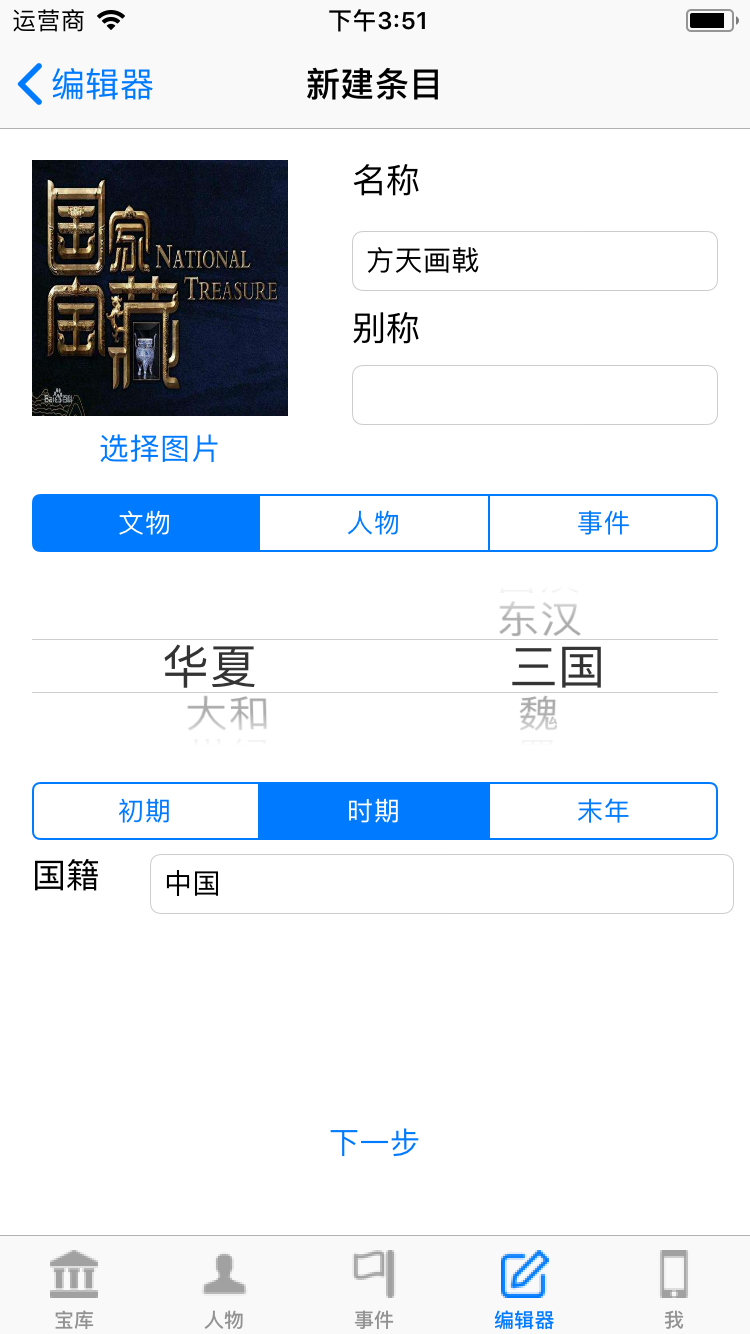 运营商 下午3:51
编辑器 新建条目
名称
方天画戟
别称
国家宝藏
NATIONAL
TREASURE
选择图片
文物 人物 事件
东汉
华夏 三国
大和 魏
初期 时期 末年
国籍 中国
下一步
宝库 人物 事件 编辑器 我